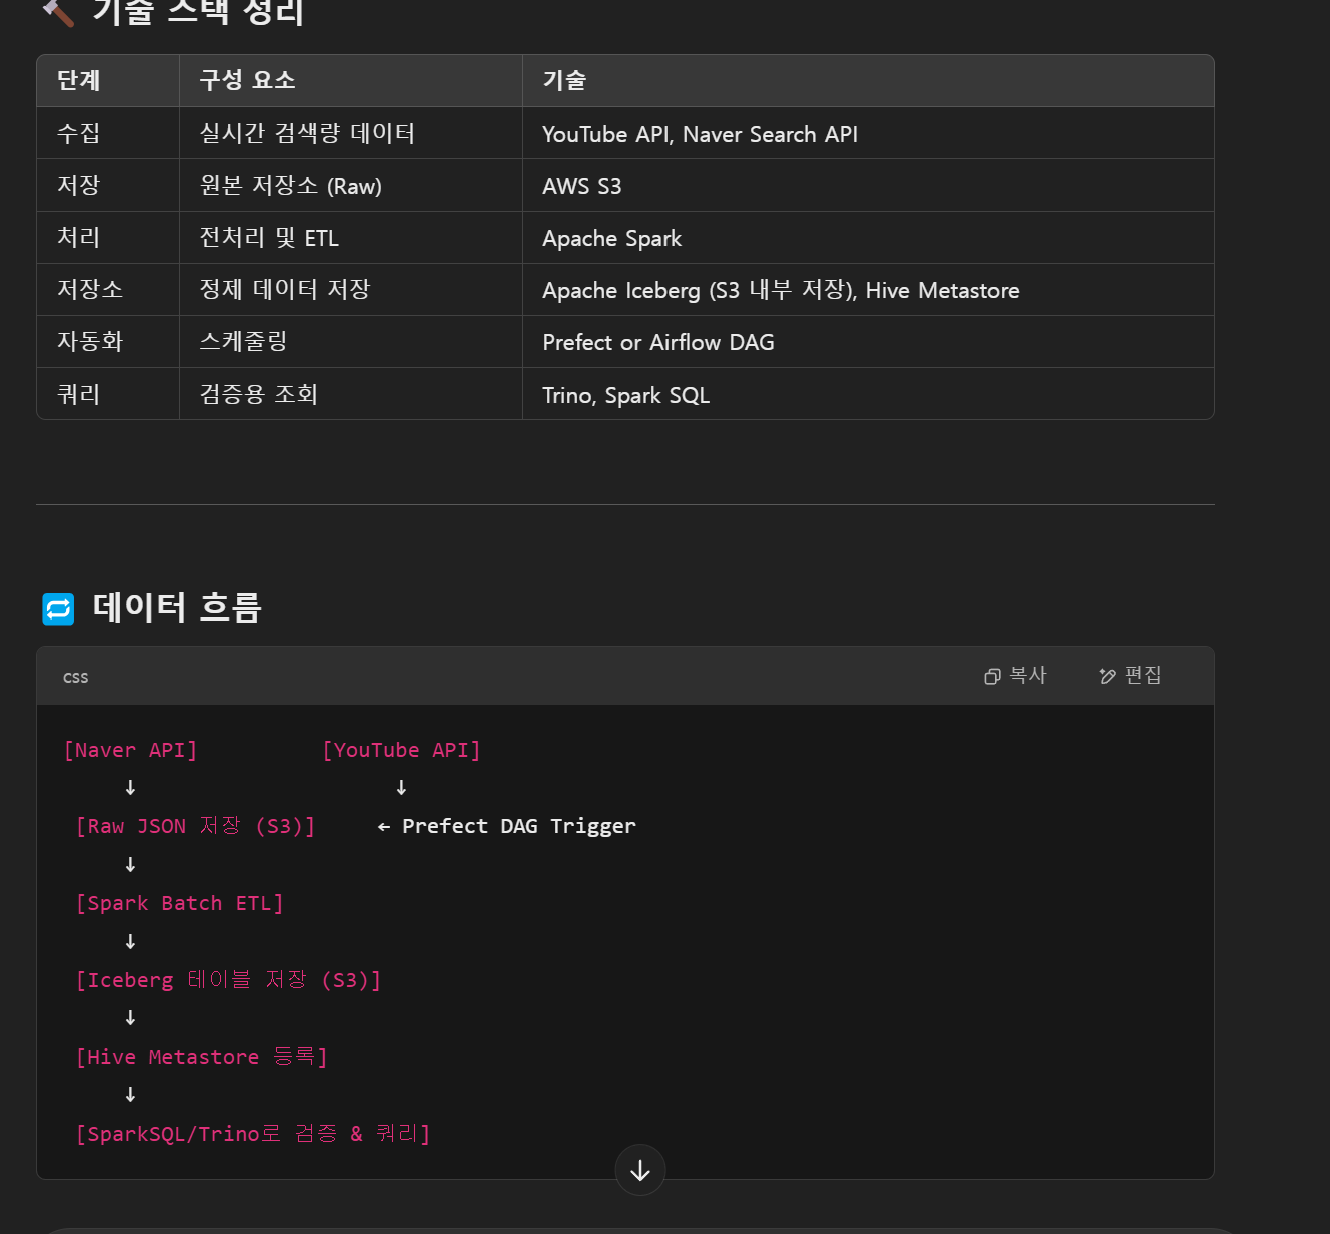 기술 스택 정리
단계 구성 요소 기술
수집 실시간 검색량 데이터 YouTube API, Naver Search API
저장 원본 저장소 (Raw) AWS S3
처리 전처리 및 ETL Apache Spark
저장소 정제 데이터 저장 Apache Iceberg (S3 내부 저장), Hive Metastore
자동화 스케줄링 Prefect or Airflow DAG
쿼리 검증용 조회 Trino, Spark SQL
데이터 흐름
css 복사 편집
[Naver API] [YouTube API]
↓ ↓
[Raw JSON 저장 (S3)] ← Prefect DAG Trigger
↓
[Spark Batch ETL]
↓
[Iceberg 테이블 저장 (S3)]
↓
[Hive Metastore 등록]
↓
[SparkSQL/Trino로 검증 & 쿼리]